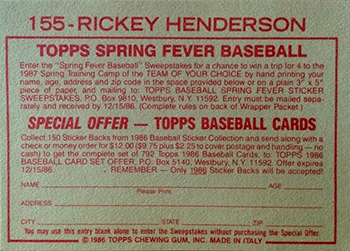 155-RICKEY HENDERSON
TOPPS SPRING FEVER BASEBALL
Enter the "Spring Fever Baseball" Sweepstakes for a chance to win a trip for 4 to the
1987 Spring Training Camp of the TEAM OF YOUR CHOICE by hand printing your
name, age, address and zip code in the space provided below or on a plain 3" x 5"
piece of paper, and mailing to: TOPPS BASEBALL SPRING FEVER STICKER
SWEEPSTAKES, P.O. Box 9810, Westbury, N.Y. 11592. Entry must be mailed sepa-
rately and received by 12/15/86. (Complete rules on back of Wrapper Packet.)
SPECIAL OFFER — TOPPS BASEBALL CARDS
Collect 150 Sticker Backs from 1986 Baseball Sticker Collection and send along with a
check or money order for $12.00 ($9.75 plus $2.25 to cover postage and handling — no
cash) to get the complete set of 792 Topps 1986 Baseball Cards, to: TOPPS 1986
BASEBALL CARD SET OFFER, P.O. Box 5140, Westbury, N.Y. 11592. Offer expires
12/15/86. REMEMBER — Only 1986 Sticker Backs will be accepted!
NAME AGE
Please Print
ADDRESS
CITY STATE ZIP
You may use this entry blank alone to enter the Sweepstakes without purchasing the Special Offer.
© 1986 TOPPS CHEWING GUM, INC. MADE IN ITALY